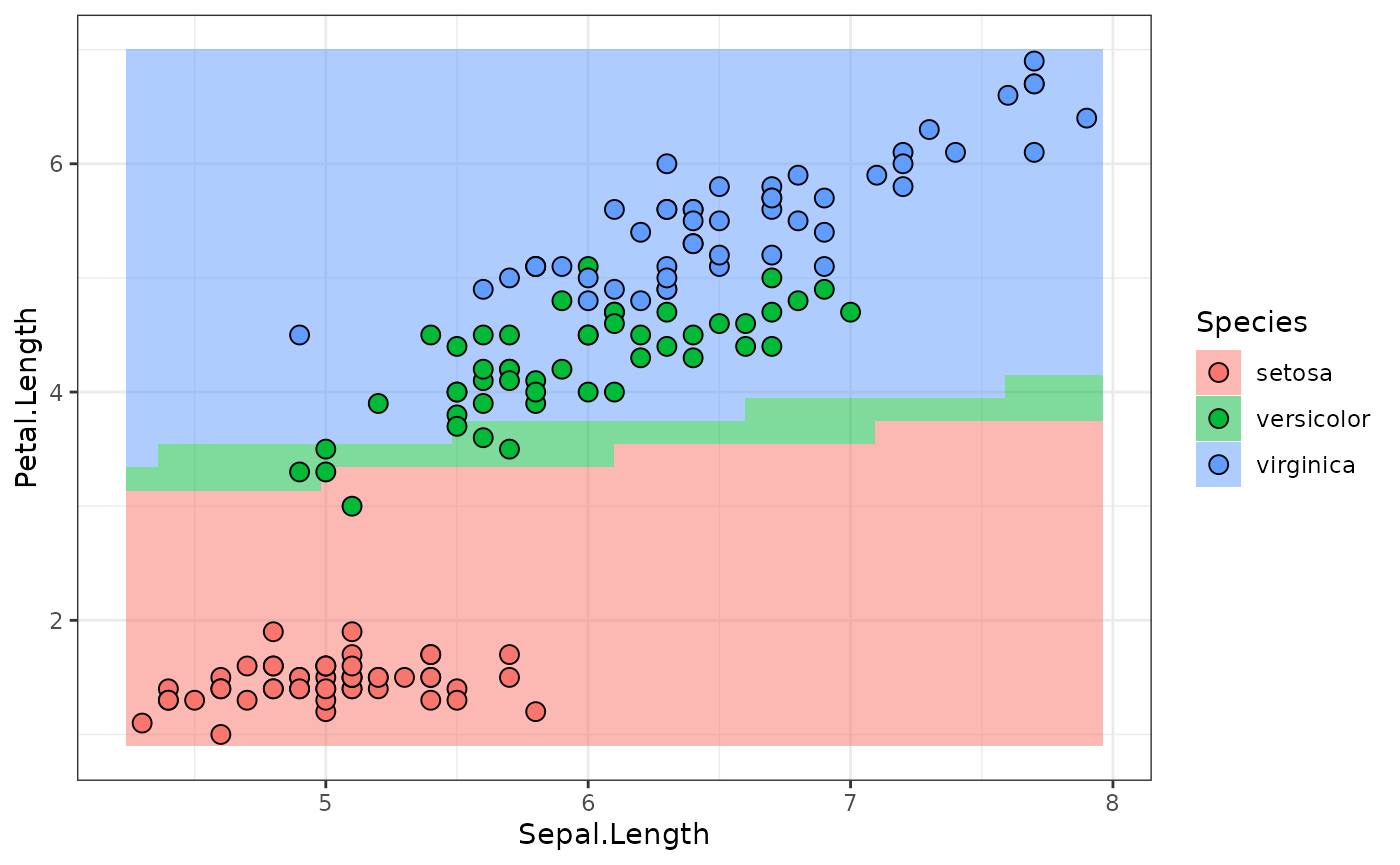 Petal.Length
6
4
2
5 6 7 8
Sepal.Length
Species
setosa
versicolor
virginica